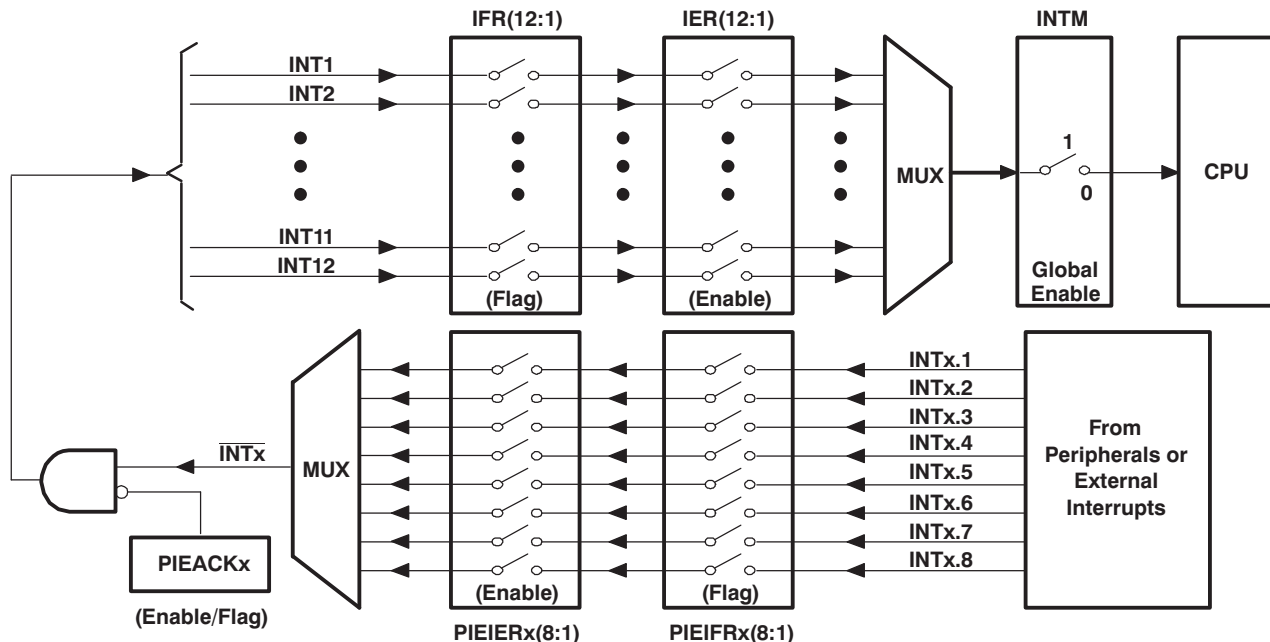 IFR(12:1)
IER(12:1)
INTM
INT1
INT2
1
MUX
CPU
0
INT11
INT12
Global
Enable
(Flag)
(Enable)
INTx.1
INTx.2
INTx.3
INTx.4
INTx.5
INTx.6
INTx.7
INTx.8
From
Peripherals or
External
Interrupts
INTx
MUX
PIEACKx
(Enable/Flag)
(Enable)
(Flag)
PIEIERx(8:1)
PIEIFRx(8:1)